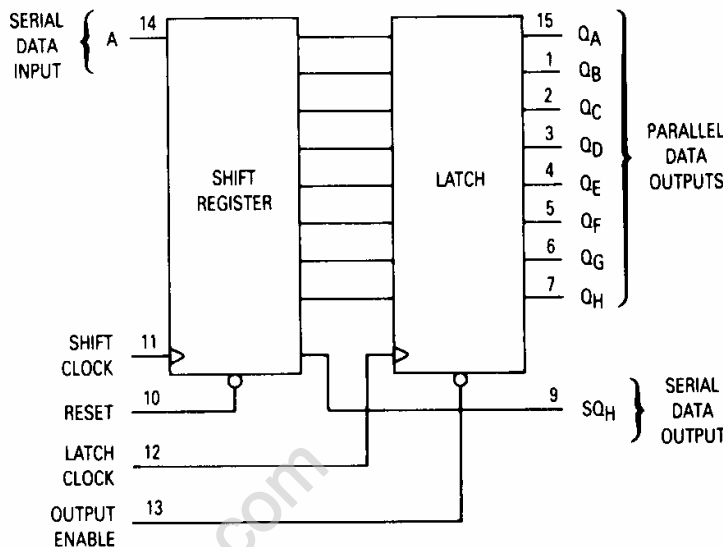 SERIAL
DATA
INPUT
A
14
SHIFT
REGISTER
LATCH
15 QA
1 QB
2 QC
3 QD
4 QE
5 QF
6 QG
7 QH
PARALLEL
DATA
OUTPUTS
SHIFT
CLOCK
11
RESET
10
LATCH
CLOCK
12
OUTPUT
ENABLE
13
9 SQH
SERIAL
DATA
OUTPUT
.com